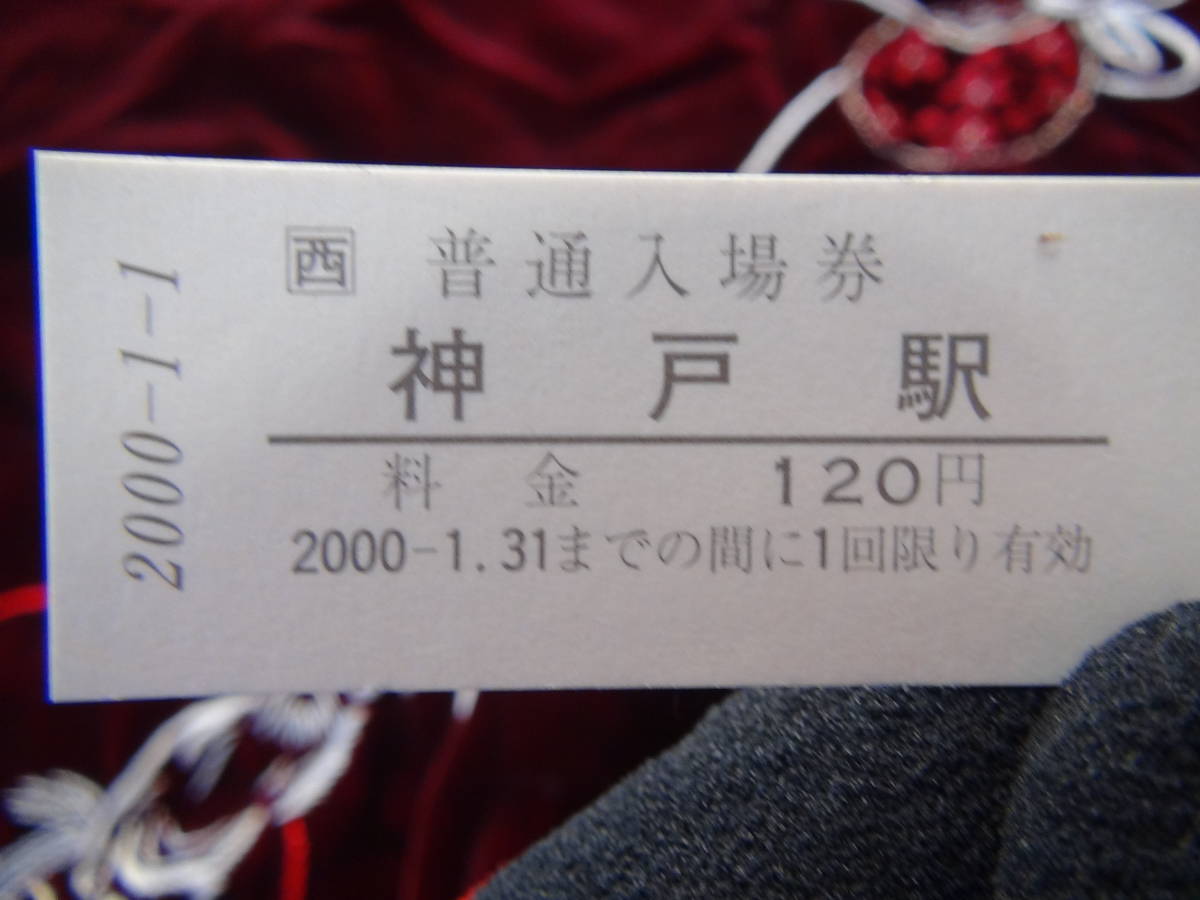 2000-1-1
西 普通入場券
神戸駅
料金 120円
2000-1.31までの間に1回限り有効